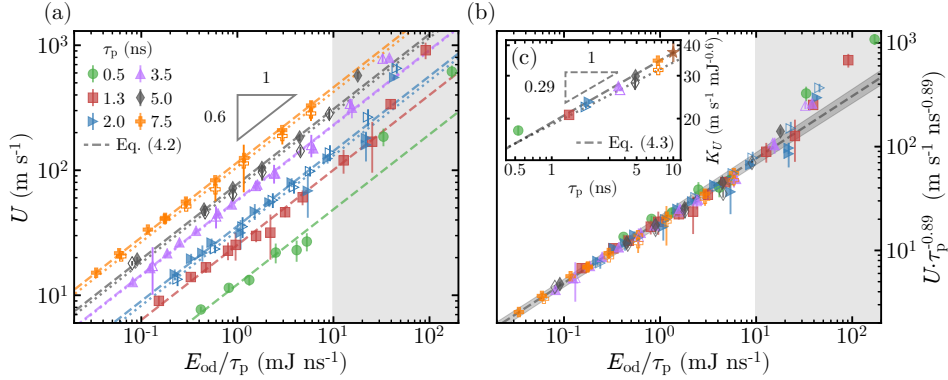 (a)
10³
10²
10¹
U (m s⁻¹)
τp (ns)
0.5
1.3
2.0
3.5
5.0
7.5
Eq. (4.2)
1
0.6
10⁻¹
10⁰
10¹
10²
Eod/τp (mJ ns⁻¹)
(b)
(c)
1
0.29
Eq. (4.3)
0.5
1
5
10
τp (ns)
40
30
20
KU (m s⁻¹ mJ⁻⁰·⁶)
10⁻¹
10⁰
10¹
10²
Eod/τp (mJ ns⁻¹)
10³
10²
10¹
U·τp⁻⁰·⁸⁹ (m s⁻¹ ns⁻⁰·⁸⁹)